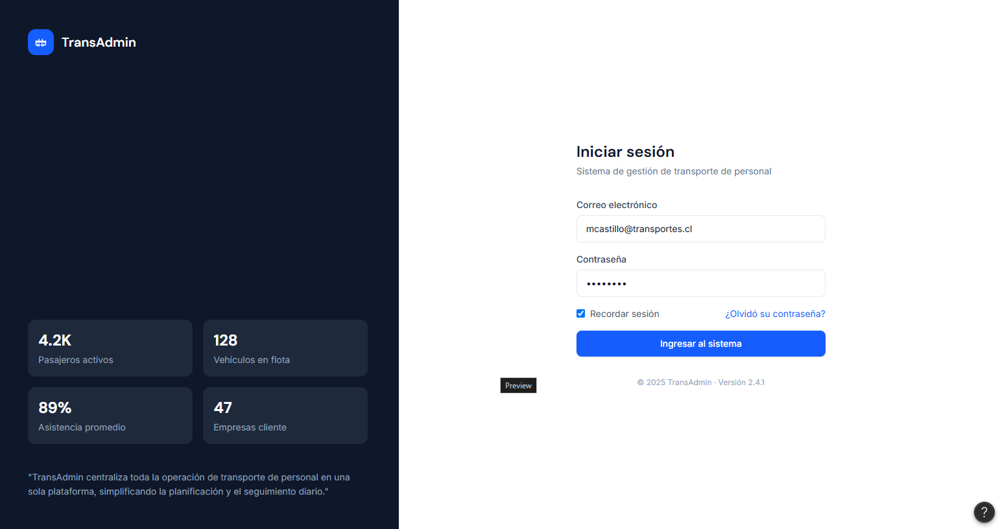 TransAdmin
4.2K
Pasajeros activos
128
Vehículos en flota
89%
Asistencia promedio
47
Empresas cliente
"TransAdmin centraliza toda la operación de transporte de personal en una
sola plataforma, simplificando la planificación y el seguimiento diario."
Iniciar sesión
Sistema de gestión de transporte de personal
Correo electrónico
mcastillo@transportes.cl
Contraseña
••••••••
Recordar sesión
¿Olvidó su contraseña?
Ingresar al sistema
© 2025 TransAdmin · Versión 2.4.1
Preview
?